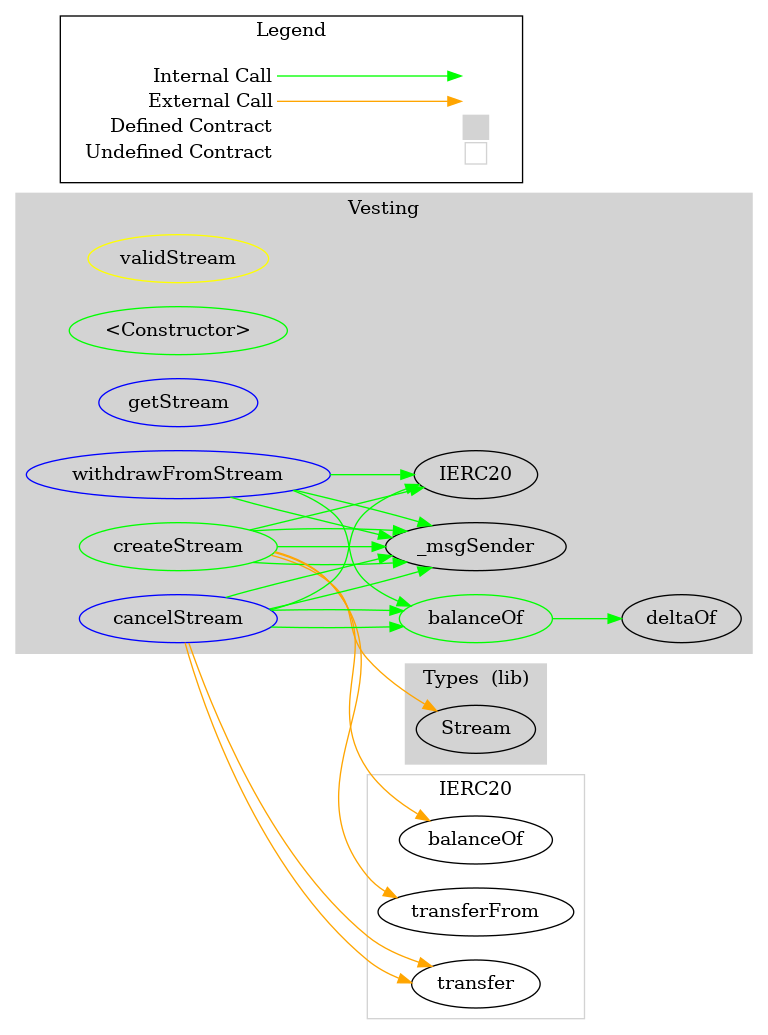 Legend
Internal Call
External Call
Defined Contract
Undefined Contract
Vesting
validStream
<Constructor>
getStream
withdrawFromStream
IERC20
createStream
_msgSender
cancelStream
balanceOf
deltaOf
Types (lib)
Stream
IERC20
balanceOf
transferFrom
transfer